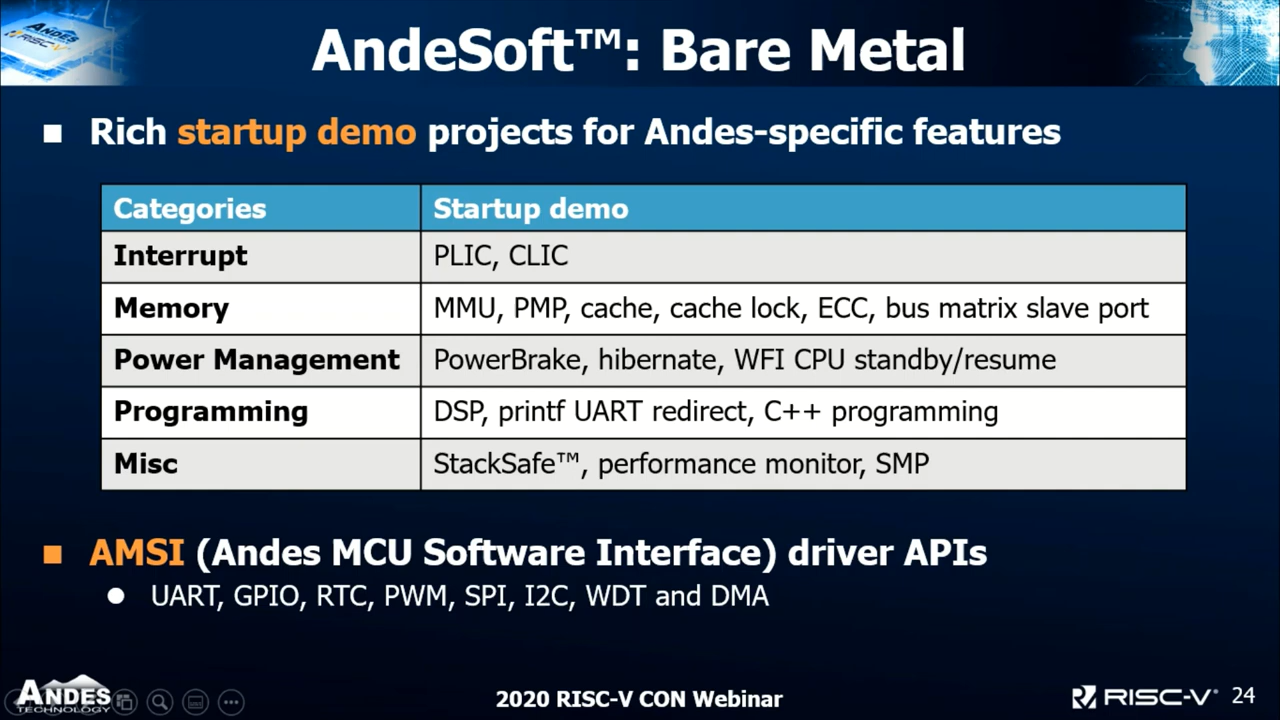 ANDES
RISC-V
AndeSoft™: Bare Metal
Rich startup demo projects for Andes-specific features
Categories Startup demo
Interrupt PLIC, CLIC
Memory MMU, PMP, cache, cache lock, ECC, bus matrix slave port
Power Management PowerBrake, hibernate, WFI CPU standby/resume
Programming DSP, printf UART redirect, C++ programming
Misc StackSafe™, performance monitor, SMP
AMSI (Andes MCU Software Interface) driver APIs
UART, GPIO, RTC, PWM, SPI, I2C, WDT and DMA
ANDES
TECHNOLOGY
2020 RISC-V CON Webinar
RISC-V® 24